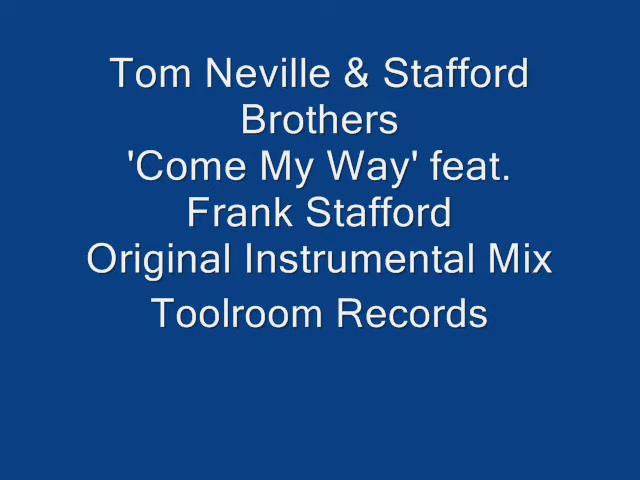 Tom Neville & Stafford
Brothers
'Come My Way' feat.
Frank Stafford
Original Instrumental Mix
Toolroom Records